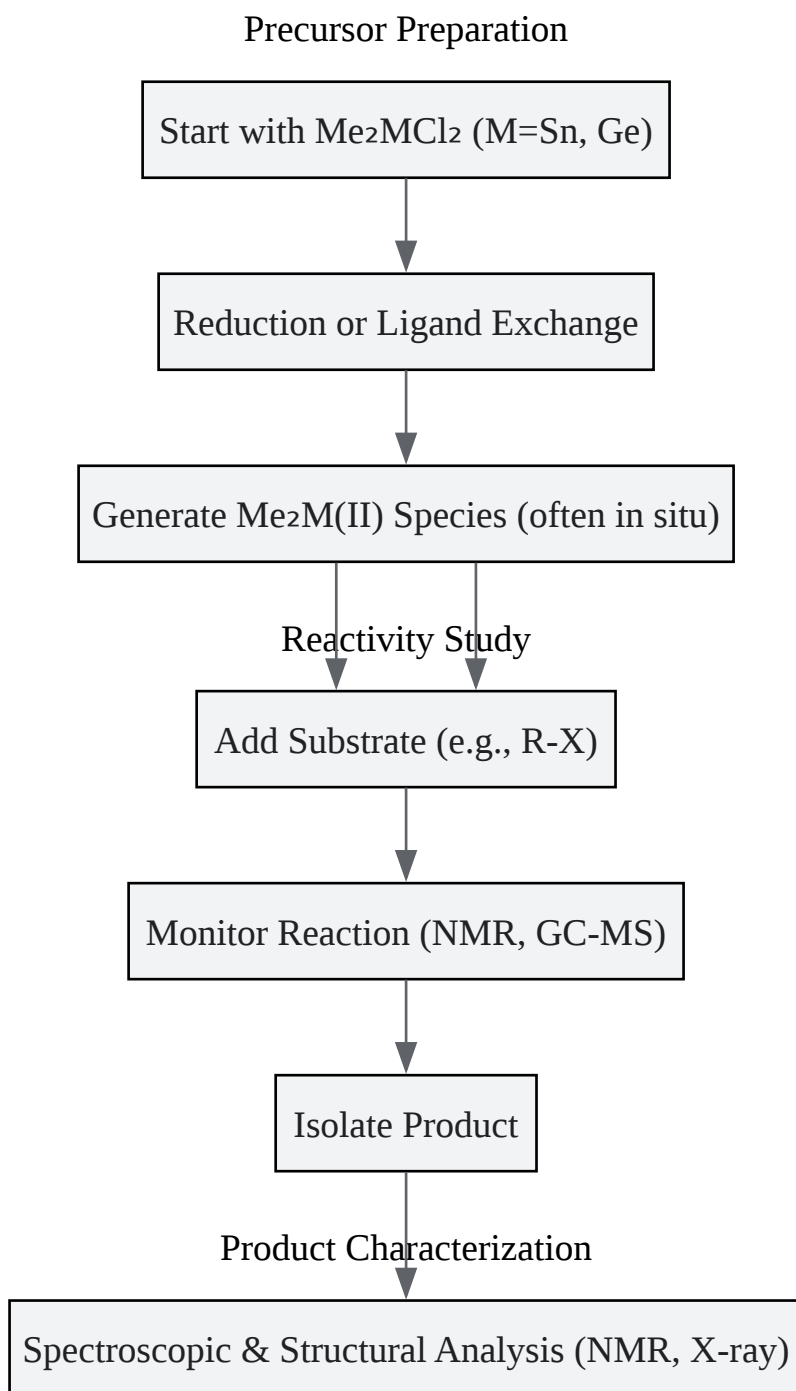 Precursor Preparation
Start with Me₂MCl₂ (M=Sn, Ge)
Reduction or Ligand Exchange
Generate Me₂M(II) Species (often in situ)
Reactivity Study
Add Substrate (e.g., R-X)
Monitor Reaction (NMR, GC-MS)
Isolate Product
Product Characterization
Spectroscopic & Structural Analysis (NMR, X-ray)